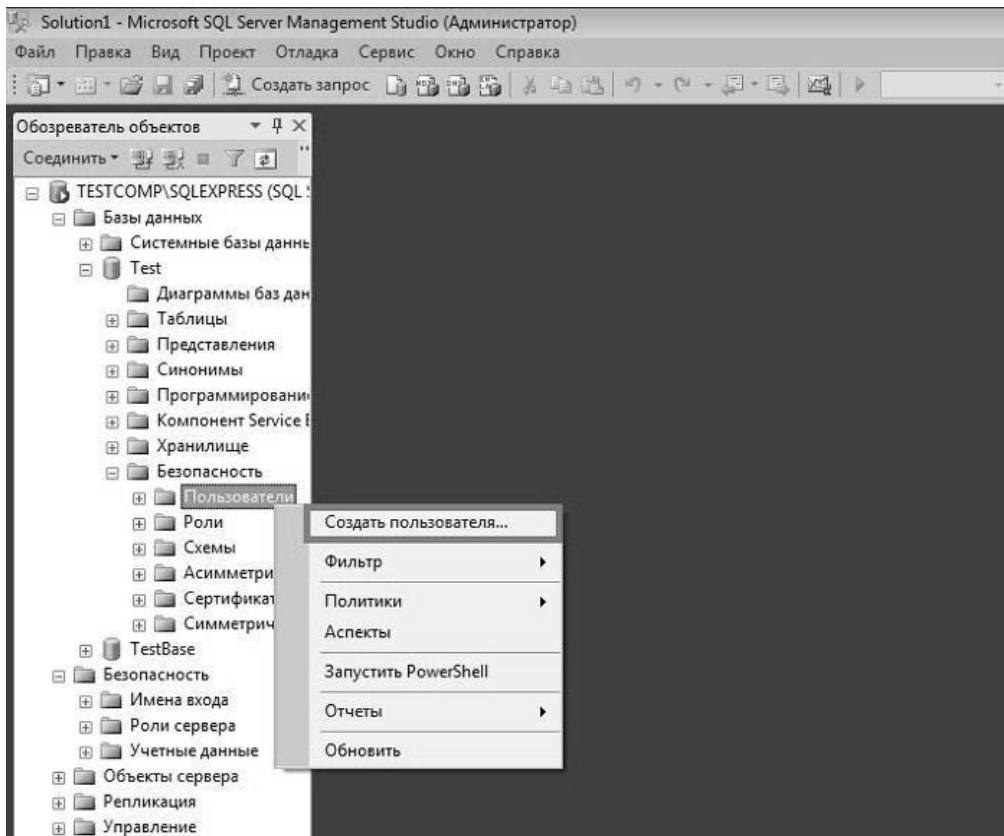 Solution1 - Microsoft SQL Server Management Studio (Администратор)
Файл Правка Вид Проект Отладка Сервис Окно Справка
Создать запрос
Обозреватель объектов
Соединить
TESTCOMP\SQLEXPRESS (SQL
Базы данных
Системные базы данны
Test
Диаграммы баз дан
Таблицы
Представления
Синонимы
Программировани
Компонент Service
Хранилище
Безопасность
Пользователи
Роли
Схемы
Асимметри
Сертификат
Симметрич
TestBase
Безопасность
Имена входа
Роли сервера
Учетные данные
Объекты сервера
Репликация
Управление
Создать пользователя...
Фильтр
Политики
Аспекты
Запустить PowerShell
Отчеты
Обновить